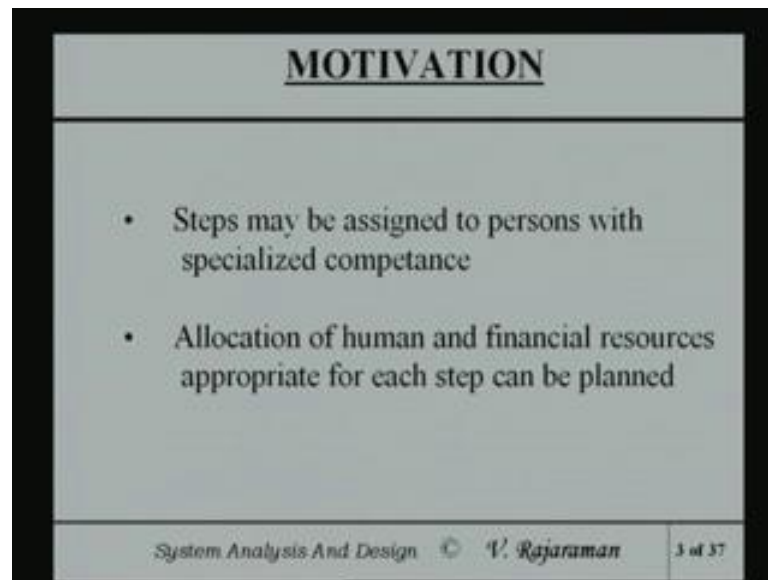 MOTIVATION
• Steps may be assigned to persons with
specialized competance
• Allocation of human and financial resources
appropriate for each step can be planned
System Analysis And Design © V. Rajaraman 3 of 37